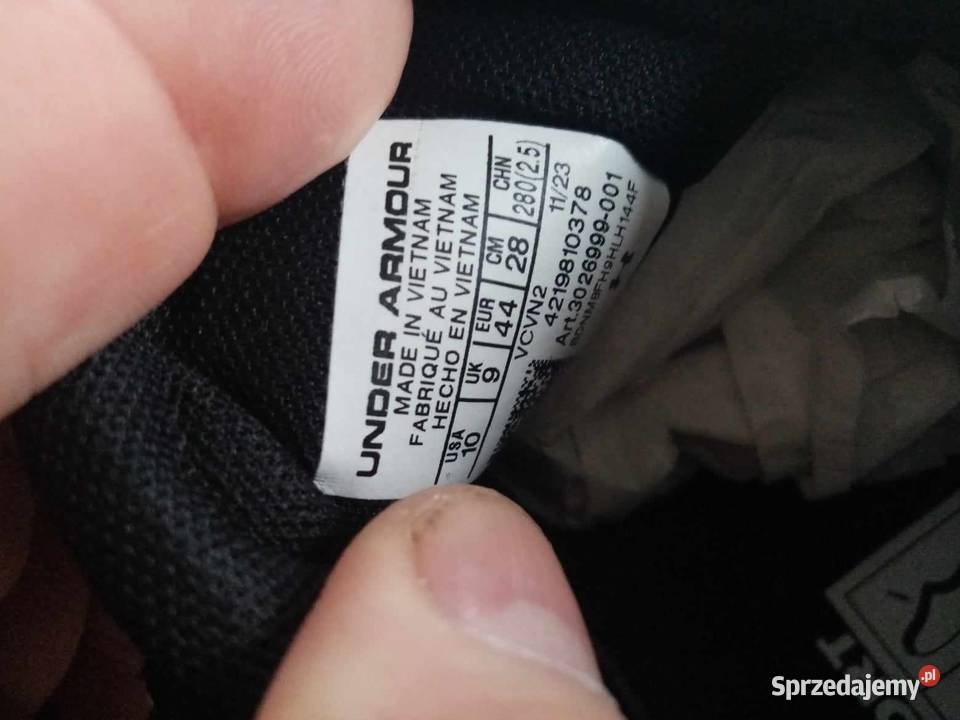 UNDER ARMOUR
MADE IN VIETNAM
FABRIQUÉ AU VIETNAM
HECHO EN VIETNAM
USA UK EUR CM CHN
10 9 44 28 280(2.5)
VCVN2 11/23
4219810378
Art.3026999-001
Sprzedajemy.pl